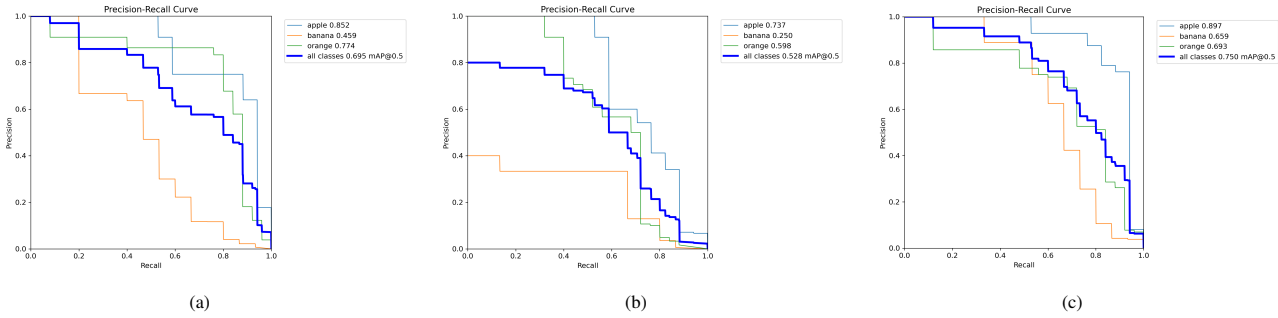 Precision-Recall Curve
1.0
0.8
0.6
0.4
0.2
0.0
Precision
0.0 0.2 0.4 0.6 0.8 1.0
Recall
apple 0.852
banana 0.459
orange 0.774
all classes 0.695 mAP@0.5
(a)
Precision-Recall Curve
1.0
0.8
0.6
0.4
0.2
0.0
Precision
0.0 0.2 0.4 0.6 0.8 1.0
Recall
apple 0.737
banana 0.250
orange 0.598
all classes 0.528 mAP@0.5
(b)
Precision-Recall Curve
1.0
0.8
0.6
0.4
0.2
0.0
Precision
0.0 0.2 0.4 0.6 0.8 1.0
Recall
apple 0.897
banana 0.659
orange 0.693
all classes 0.750 mAP@0.5
(c)